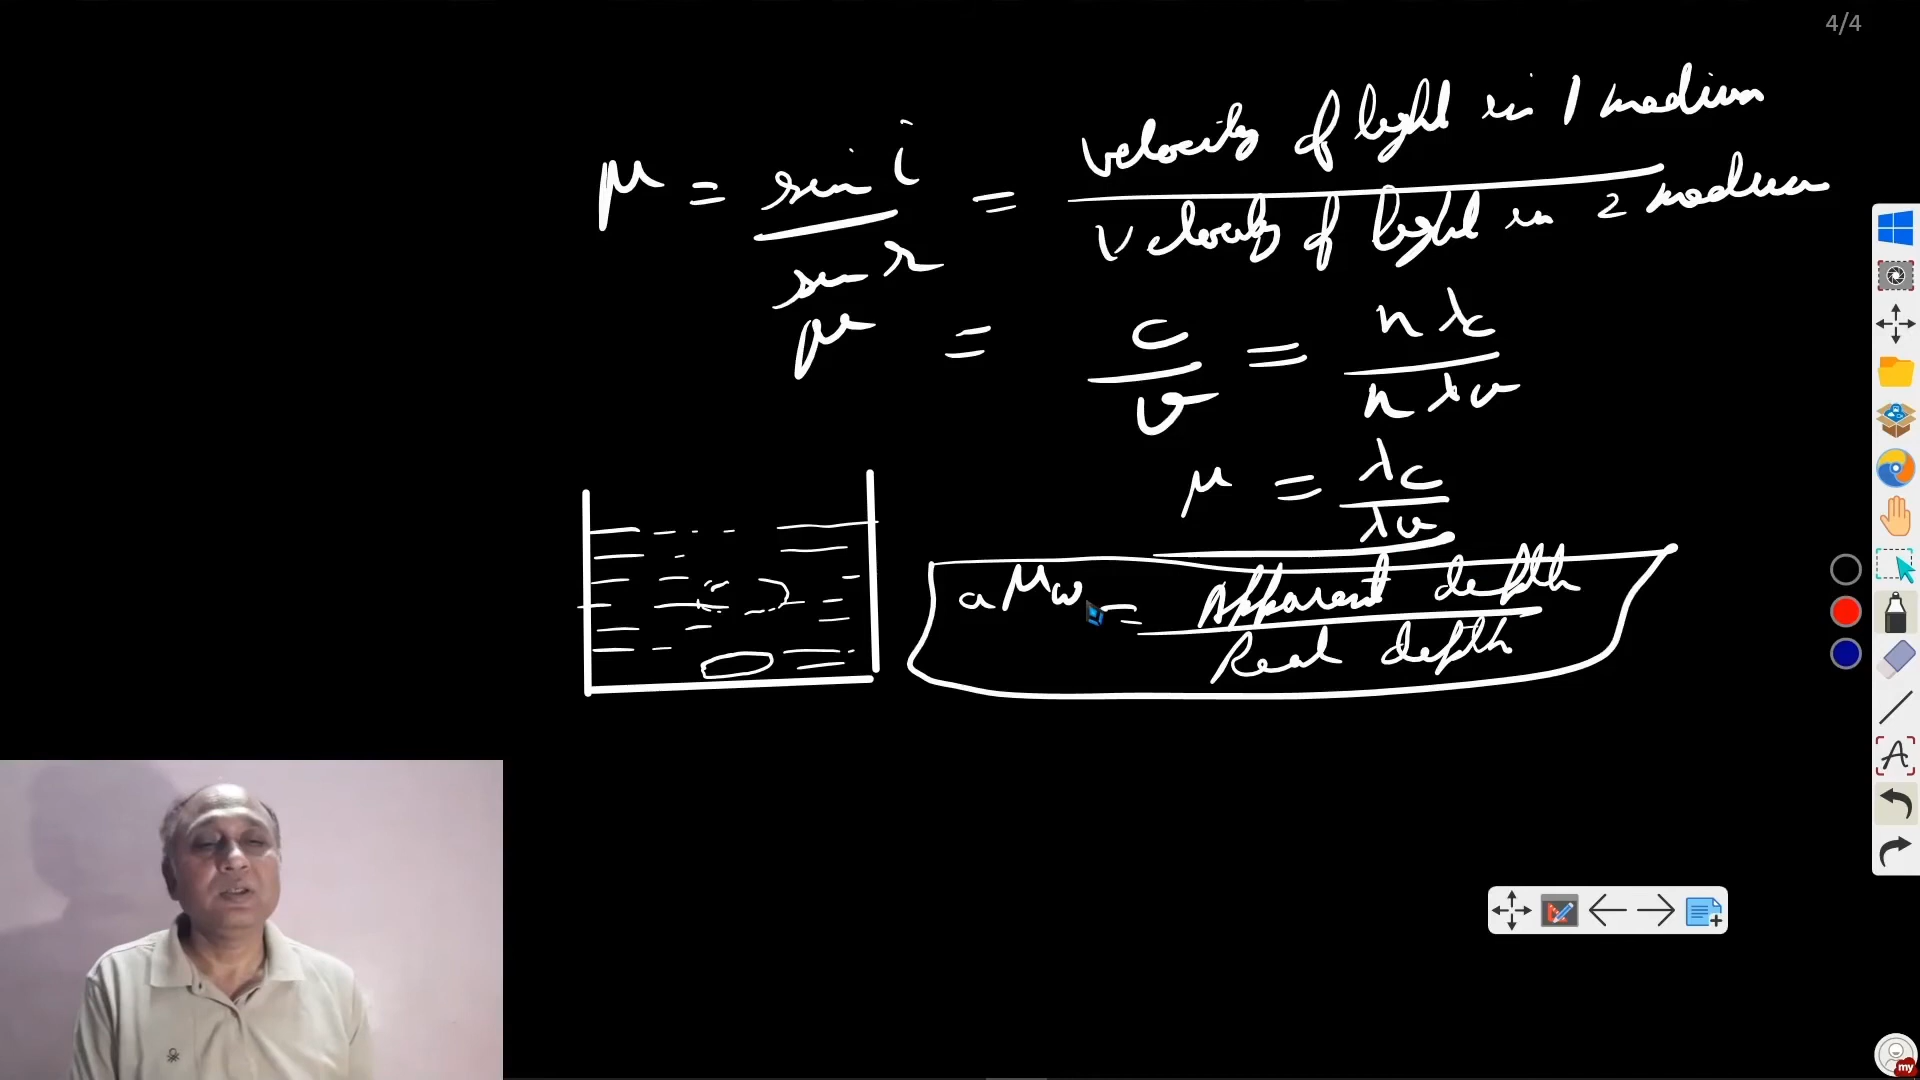 4/4
μ = sin i / sin r = velocity of light in 1 medium / velocity of light in 2 medium
μ = c / v = n λc / n λv
μ = λc / λv
aμw = Apparent depth / Real depth
A
my